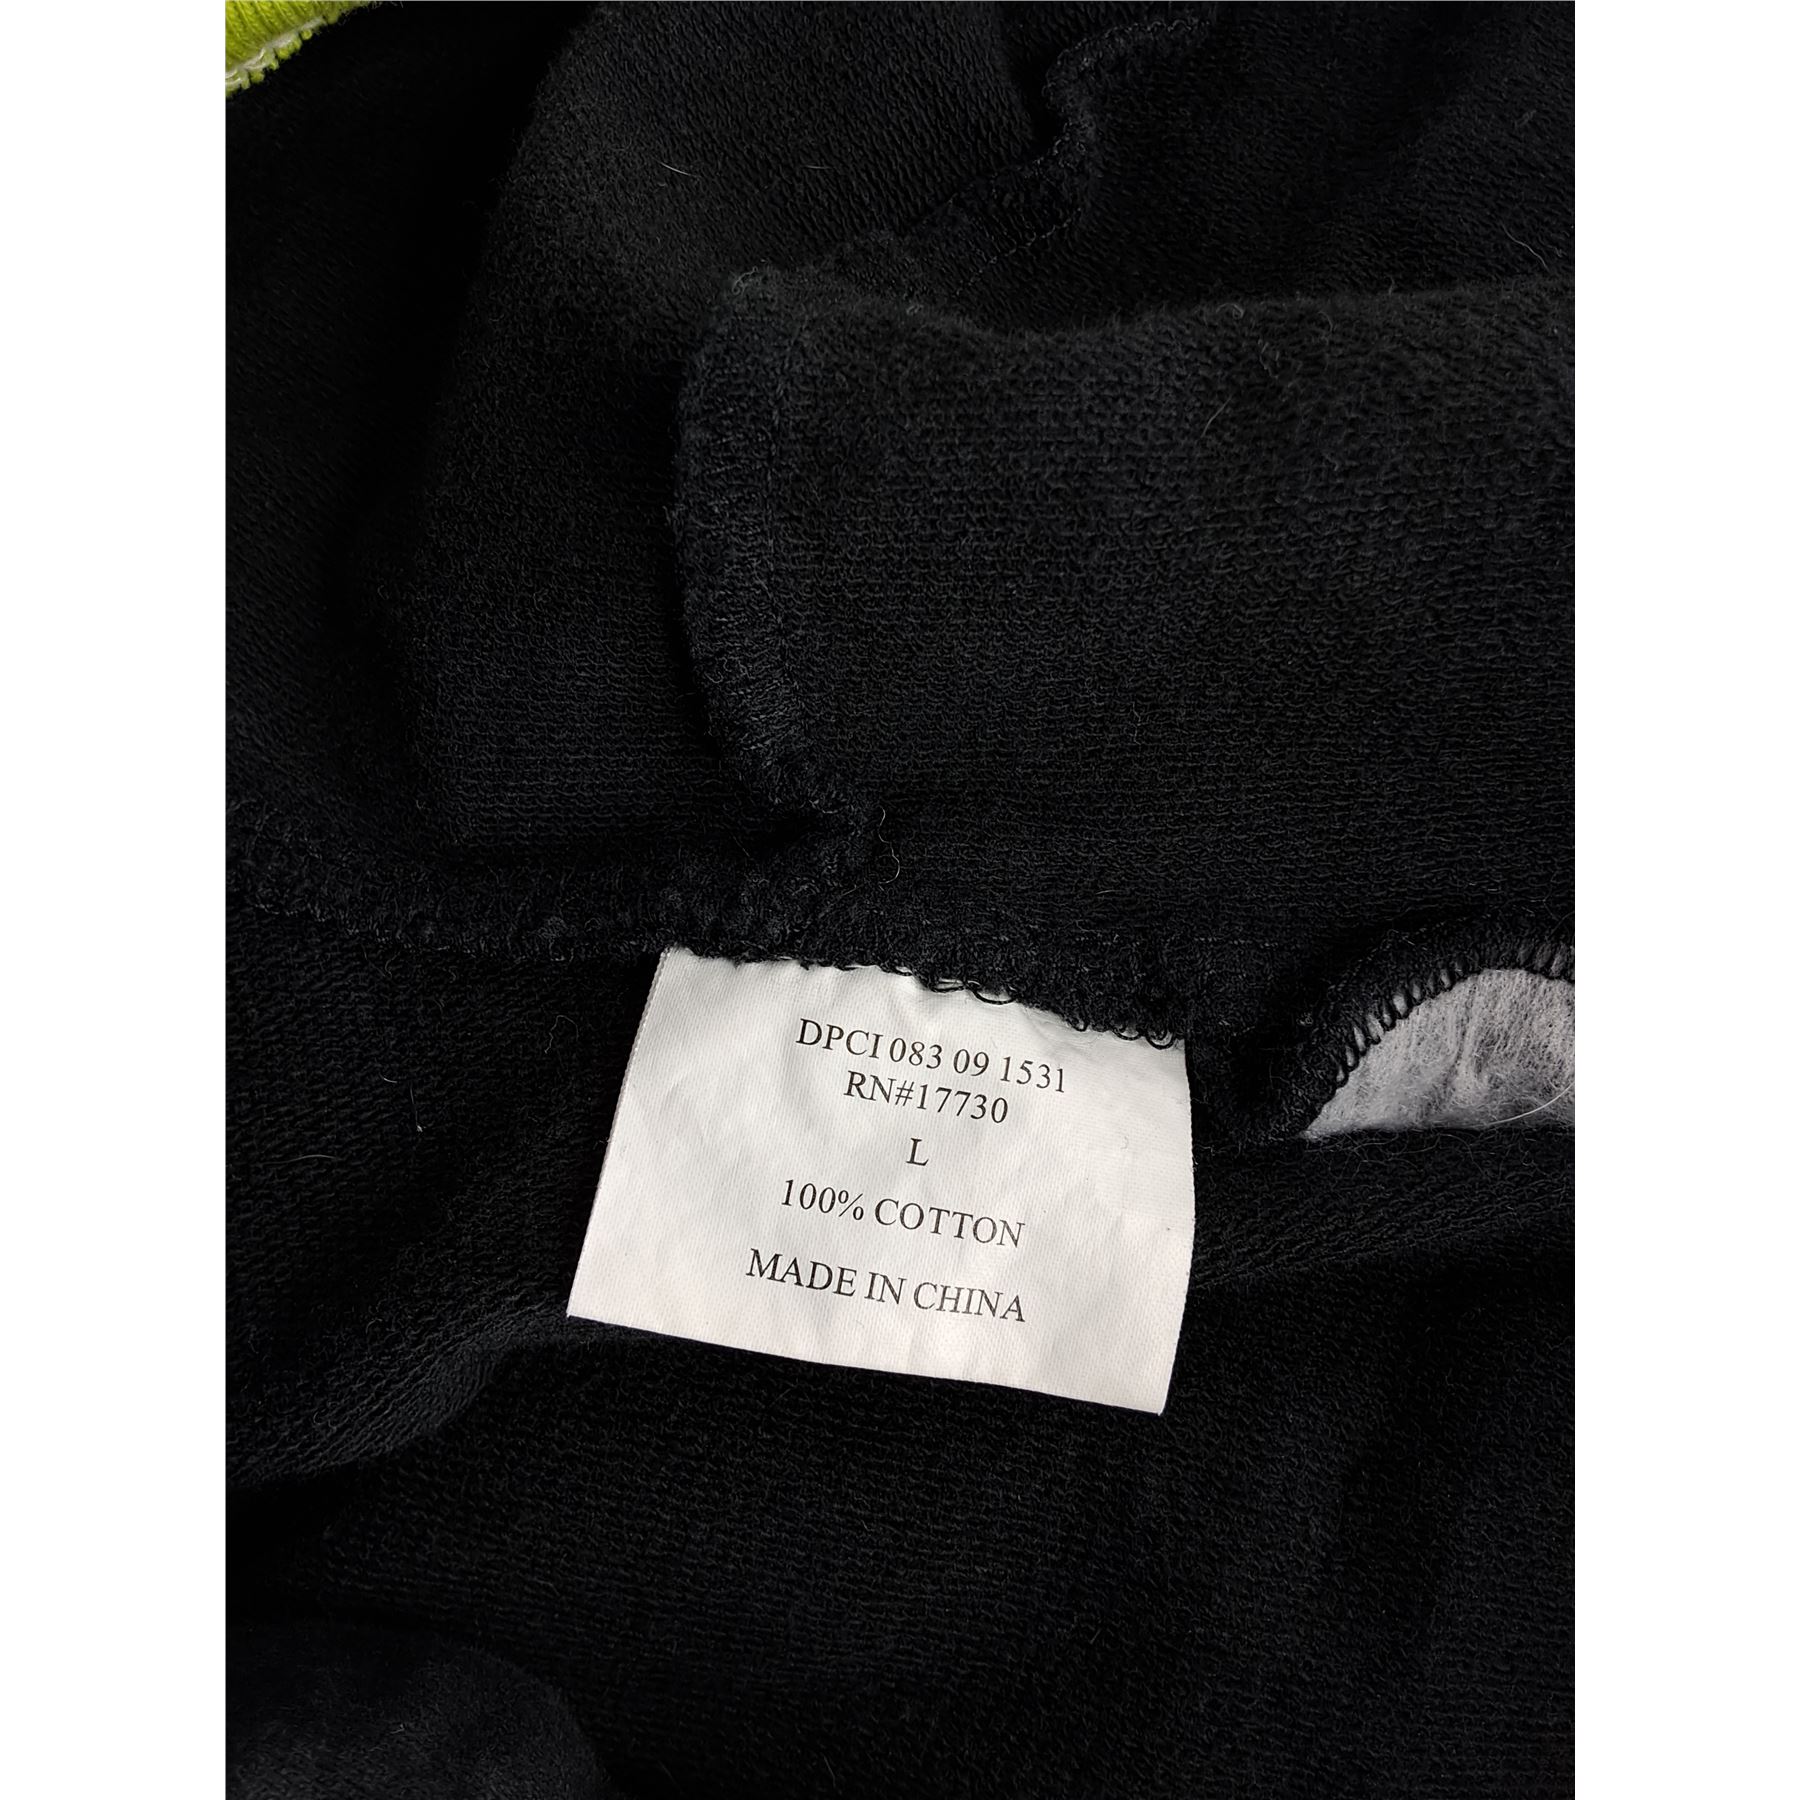 DPCI 083 09 1531
RN#17730
L
100% COTTON
MADE IN CHINA